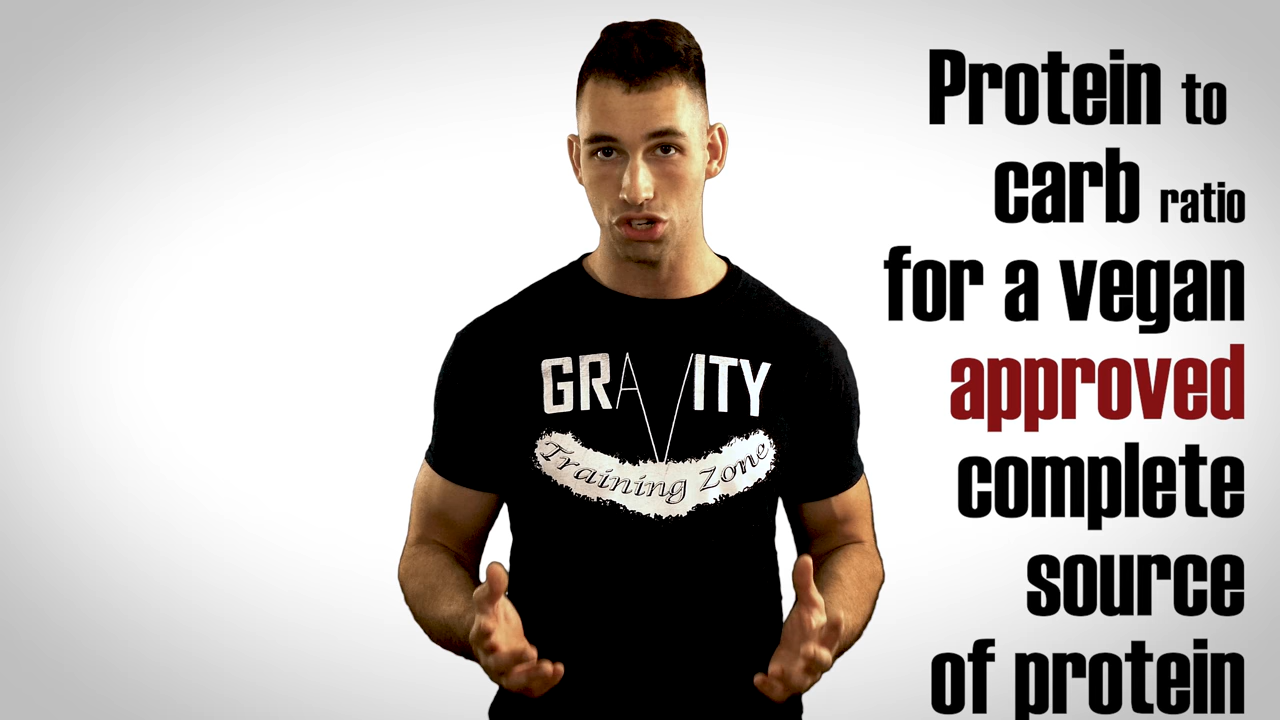 GRAVITY
Training Zone
Protein to
carb ratio
for a vegan
approved
complete
source
of protein